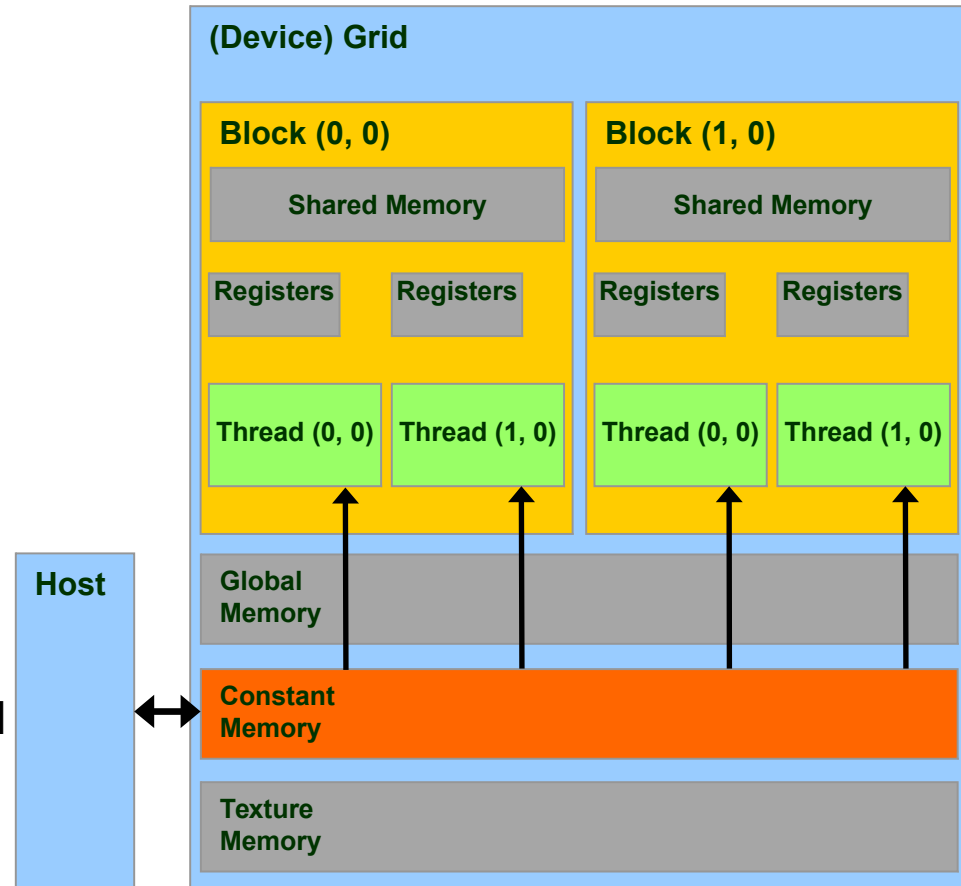 (Device) Grid
Block (0, 0)
Shared Memory
Registers
Registers
Thread (0, 0)
Thread (1, 0)
Block (1, 0)
Shared Memory
Registers
Registers
Thread (0, 0)
Thread (1, 0)
Host
Global
Memory
Constant
Memory
Texture
Memory